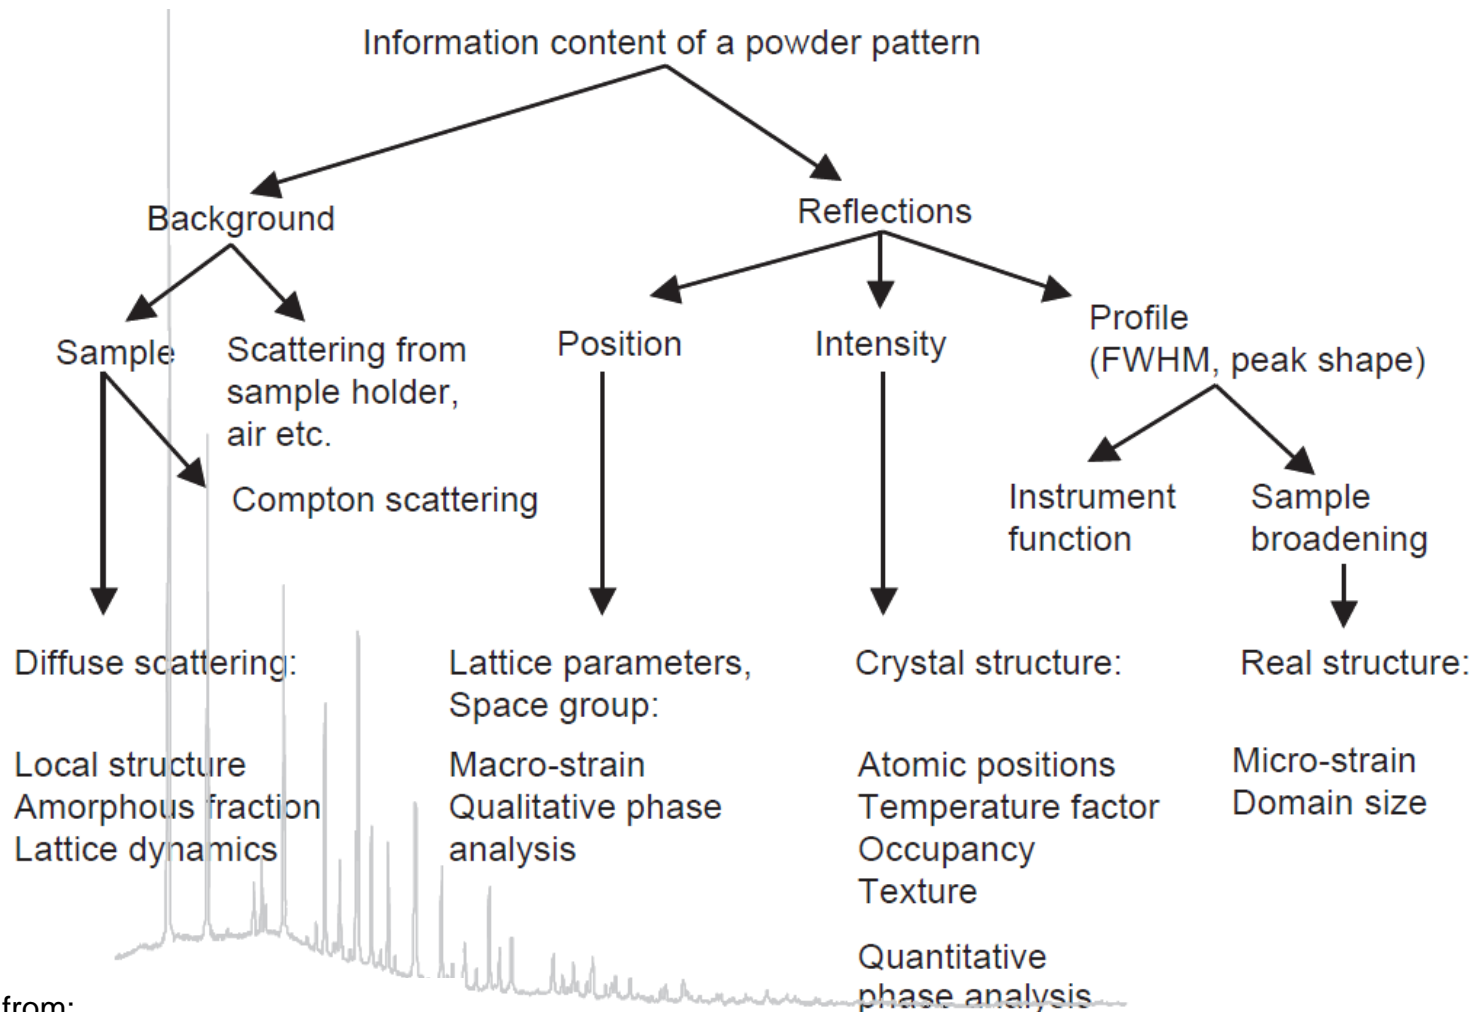 Information content of a powder pattern
Background
Reflections
Sample
Scattering from
sample holder,
air etc.
Compton scattering
Position
Intensity
Profile
(FWHM, peak shape)
Instrument
function
Sample
broadening
Diffuse scattering:
Local structure
Amorphous fraction
Lattice dynamics
Lattice parameters,
Space group:
Macro-strain
Qualitative phase
analysis
Crystal structure:
Atomic positions
Temperature factor
Occupancy
Texture
Quantitative
phase analysis
Real structure:
Micro-strain
Domain size
from: